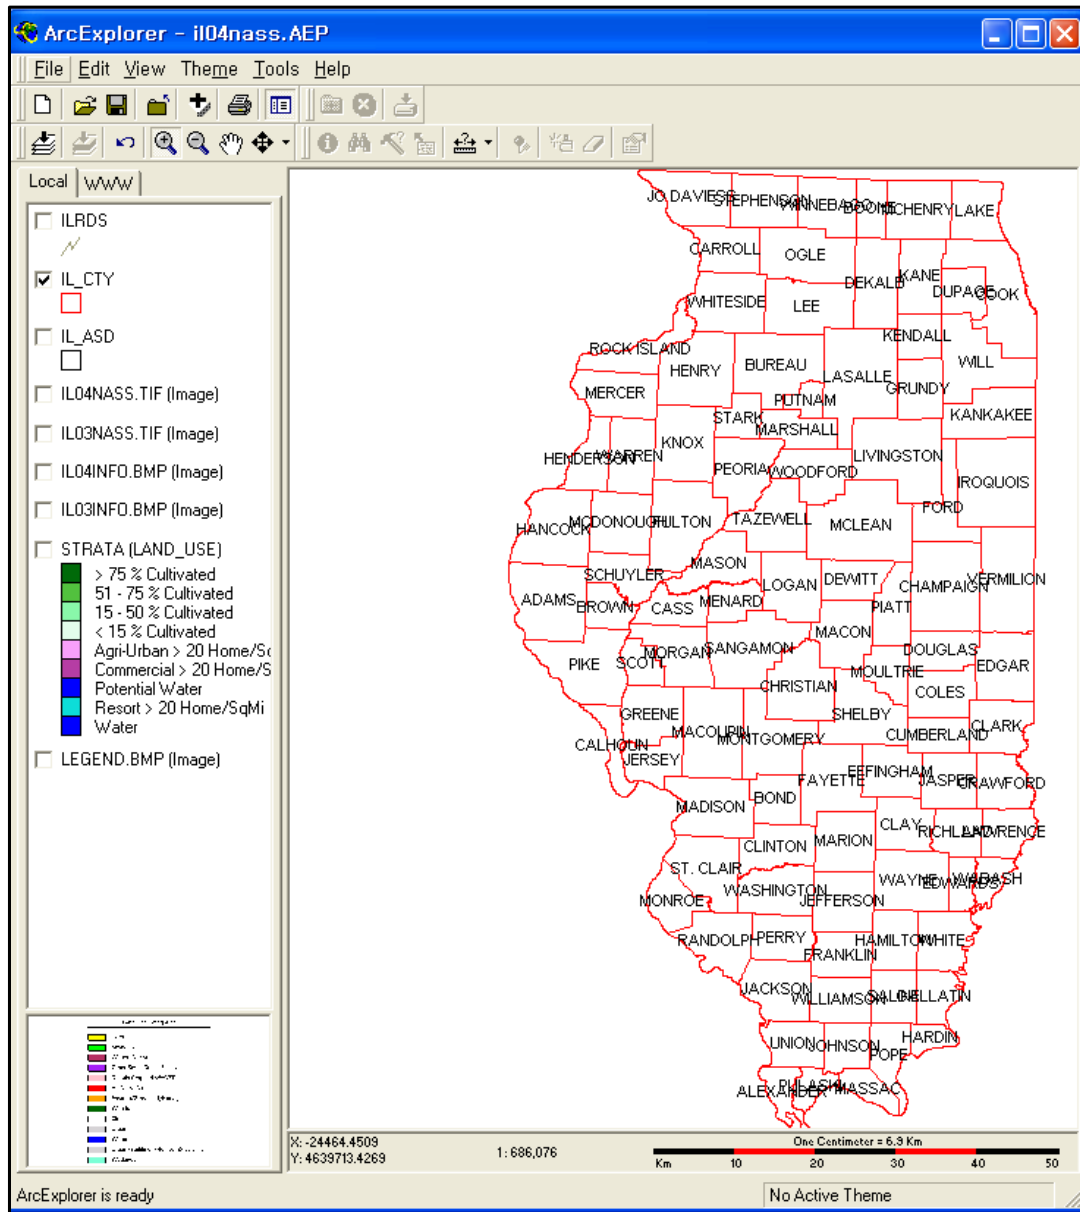 ArcExplorer - il04nass.AEP
File Edit View Theme Tools Help
Local WWW
ILRDS
IL_CTY
IL_ASD
IL04NASS.TIF (Image)
IL03NASS.TIF (Image)
IL04INFO.BMP (Image)
IL03INFO.BMP (Image)
STRATA (LAND_USE)
> 75 % Cultivated
51 - 75 % Cultivated
15 - 50 % Cultivated
< 15 % Cultivated
Agri-Urban > 20 Home/Sc
Commercial > 20 Home/S
Potential Water
Resort > 20 Home/SqMi
Water
LEGEND.BMP (Image)
JO DAVIESS STEPHENSON WINNEBAGO BOONE MCHENRY LAKE
CARROLL OGLE
DEKALB KANE DUPAGE COOK
WHITESIDE LEE
KENDALL
ROCK ISLAND HENRY BUREAU LASALLE WILL
MERCER PUTNAM GRUNDY
STARK MARSHALL KANKAKEE
HENDERSON WARREN KNOX PEORIA WOODFORD LIVINGSTON
IROQUOIS
FORD
HANCOCK MCDONOUGH FULTON TAZEWELL MCLEAN
MASON
SCHUYLER LOGAN DEWITT CHAMPAIGN VERMILION
ADAMS BROWN CASS MENARD PIATT
MACON
PIKE SCOTT MORGAN SANGAMON DOUGLAS
MOULTRIE EDGAR
CHRISTIAN COLES
GREENE SHELBY
MACOUPIN MONTGOMERY CUMBERLAND CLARK
CALHOUN JERSEY
FAYETTE EFFINGHAM JASPER CRAWFORD
MADISON BOND
CLAY RICHLAND LAWRENCE
CLINTON MARION
ST. CLAIR
WASHINGTON WAYNE EDWARDS WABASH
MONROE JEFFERSON
RANDOLPH PERRY HAMILTON WHITE
FRANKLIN
JACKSON WILLIAMSON SALINE GALLATIN
UNION JOHNSON POPE HARDIN
ALEXANDER PULASKI MASSAC
X: -24464.4509
Y: 4639713.4269
1: 686,076
One Centimeter = 6.9 Km
Km 10 20 30 40 50
ArcExplorer is ready
No Active Theme